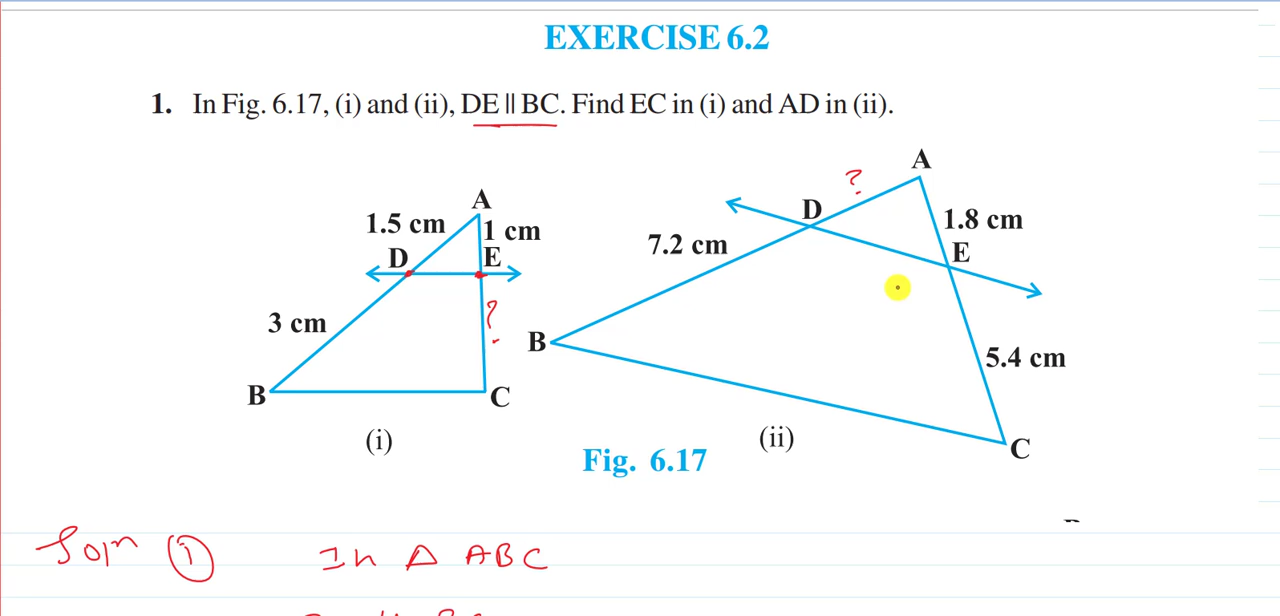 EXERCISE 6.2
1. In Fig. 6.17, (i) and (ii), DE || BC. Find EC in (i) and AD in (ii).
A
1.5 cm
1 cm
D
E
3 cm
?
B
C
(i)
A
?
D
1.8 cm
7.2 cm
E
B
5.4 cm
C
(ii)
Fig. 6.17
Soln (i) In Δ ABC